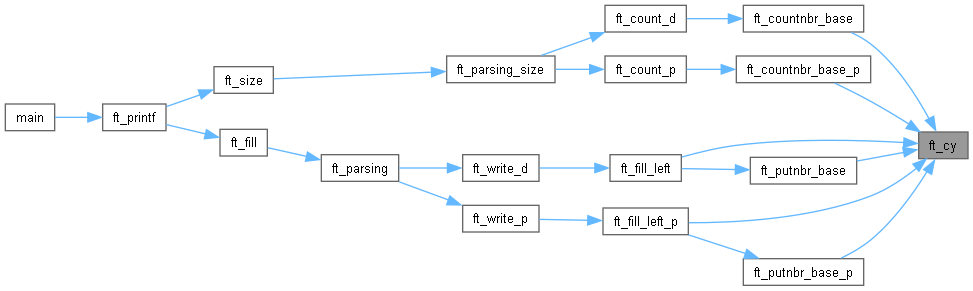 main
ft_printf
ft_size
ft_fill
ft_parsing_size
ft_parsing
ft_count_d
ft_count_p
ft_write_d
ft_write_p
ft_countnbr_base
ft_countnbr_base_p
ft_fill_left
ft_putnbr_base
ft_fill_left_p
ft_putnbr_base_p
ft_cy